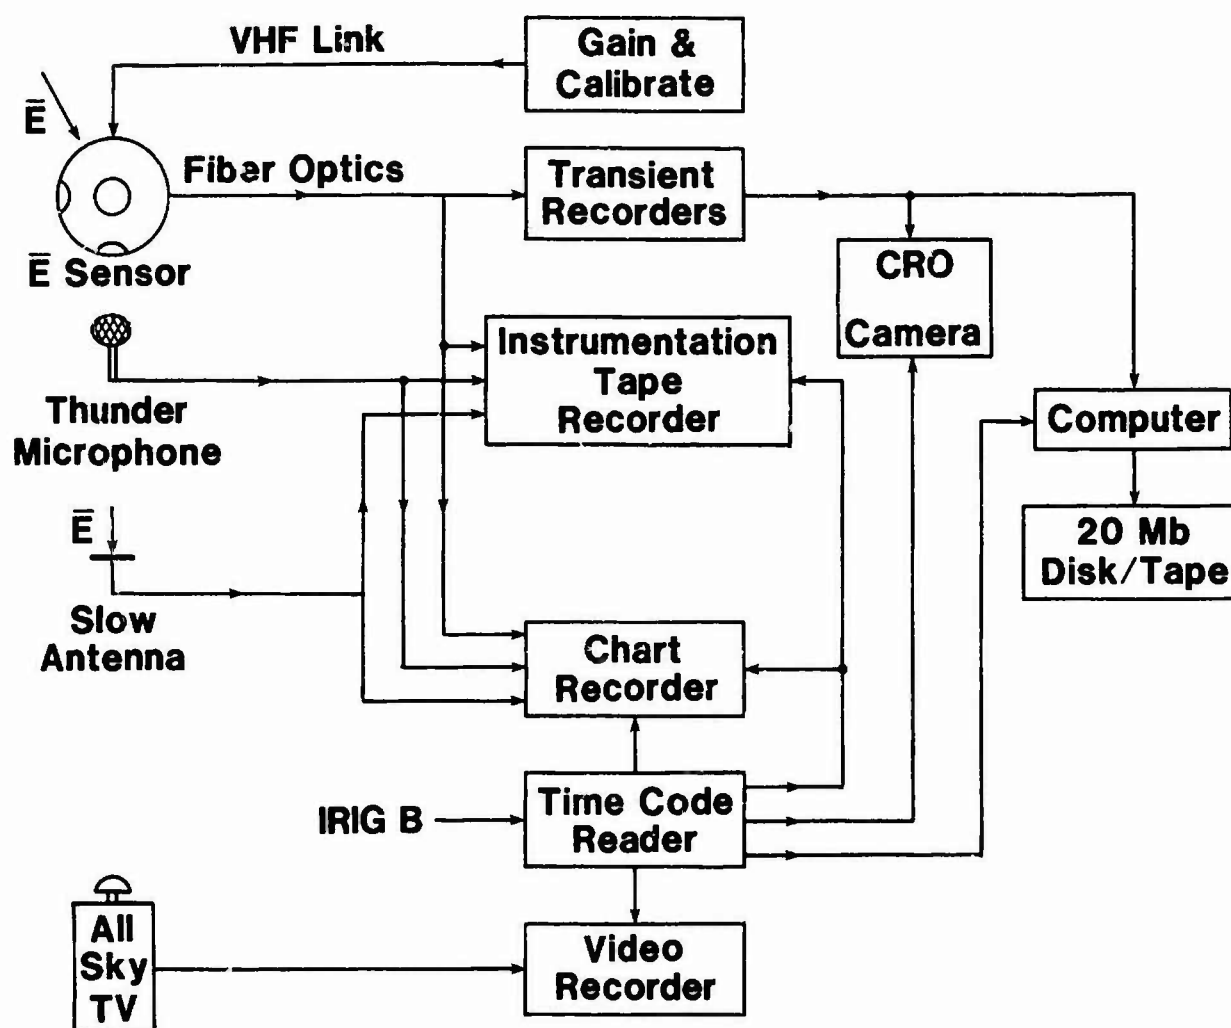 VHF Link
Gain &
Calibrate
E̅
Fiber Optics
Transient
Recorders
E̅ Sensor
CRO
Camera
Instrumentation
Tape
Recorder
Thunder
Microphone
Computer
E̅
20 Mb
Disk/Tape
Slow
Antenna
Chart
Recorder
IRIG B
Time Code
Reader
All
Sky
TV
Video
Recorder